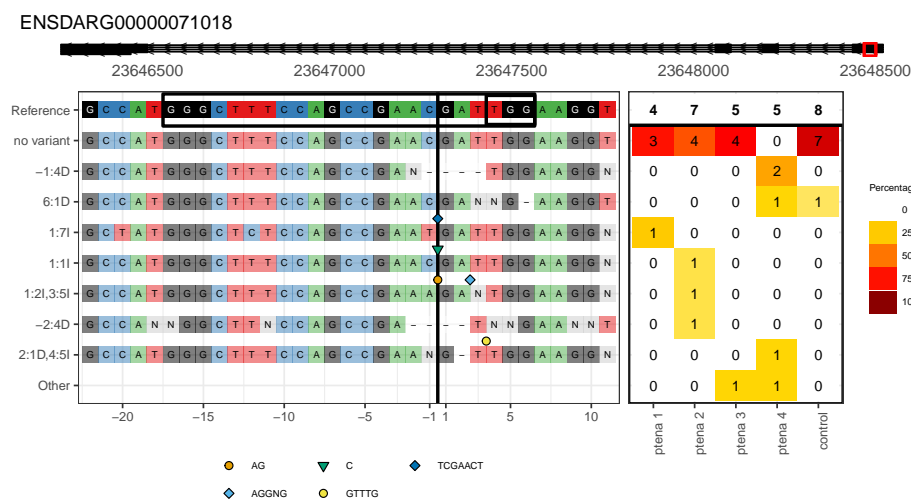 ENSDARG00000071018
23646500 23647000 23647500 23648000 23648500
Reference G C C A T G G G C T T T C C A G C C G A A C G A T T G G A A G G T 4 7 5 5 8
no variant G C C A T G G G C T T T C C A G C C G A A C G A T T G G A A G G T 3 4 4 0 7
−1:4D G C C A T G G G C T T T C C A G C C G A N - - - - T G G A A G G N 0 0 0 2 0
6:1D G C C A T G G G C T T T C C A G C C G A A C G A N N G - A A G G T 0 0 0 1 1
1:7I G C T A T G G G C T C T C C A G C C G A A T G A T T G G A A G G N 1 0 0 0 0
1:1I G C C A T G G G C T T T C C A G C C G A A C G A T T G G A A G G N 0 1 0 0 0
1:2I,3:5I G C C A T G G G C T T T C C A G C C G A A A G A N T G G A A G G N 0 1 0 0 0
−2:4D G C C A N N G G C T T N C C A G C C G A - - - - T N N G A A N N T 0 1 0 0 0
2:1D,4:5I G C C A T G G G C T T T C C A G C C G A A N G - T T G G A A G G N 0 0 0 1 0
Other 0 0 1 1 0
−20 −15 −10 −5 −1 1 5 10
ptena 1 ptena 2 ptena 3 ptena 4 control
Percentag
0
25
50
75
10
AG C TCGAACT
AGGNG GTTTG